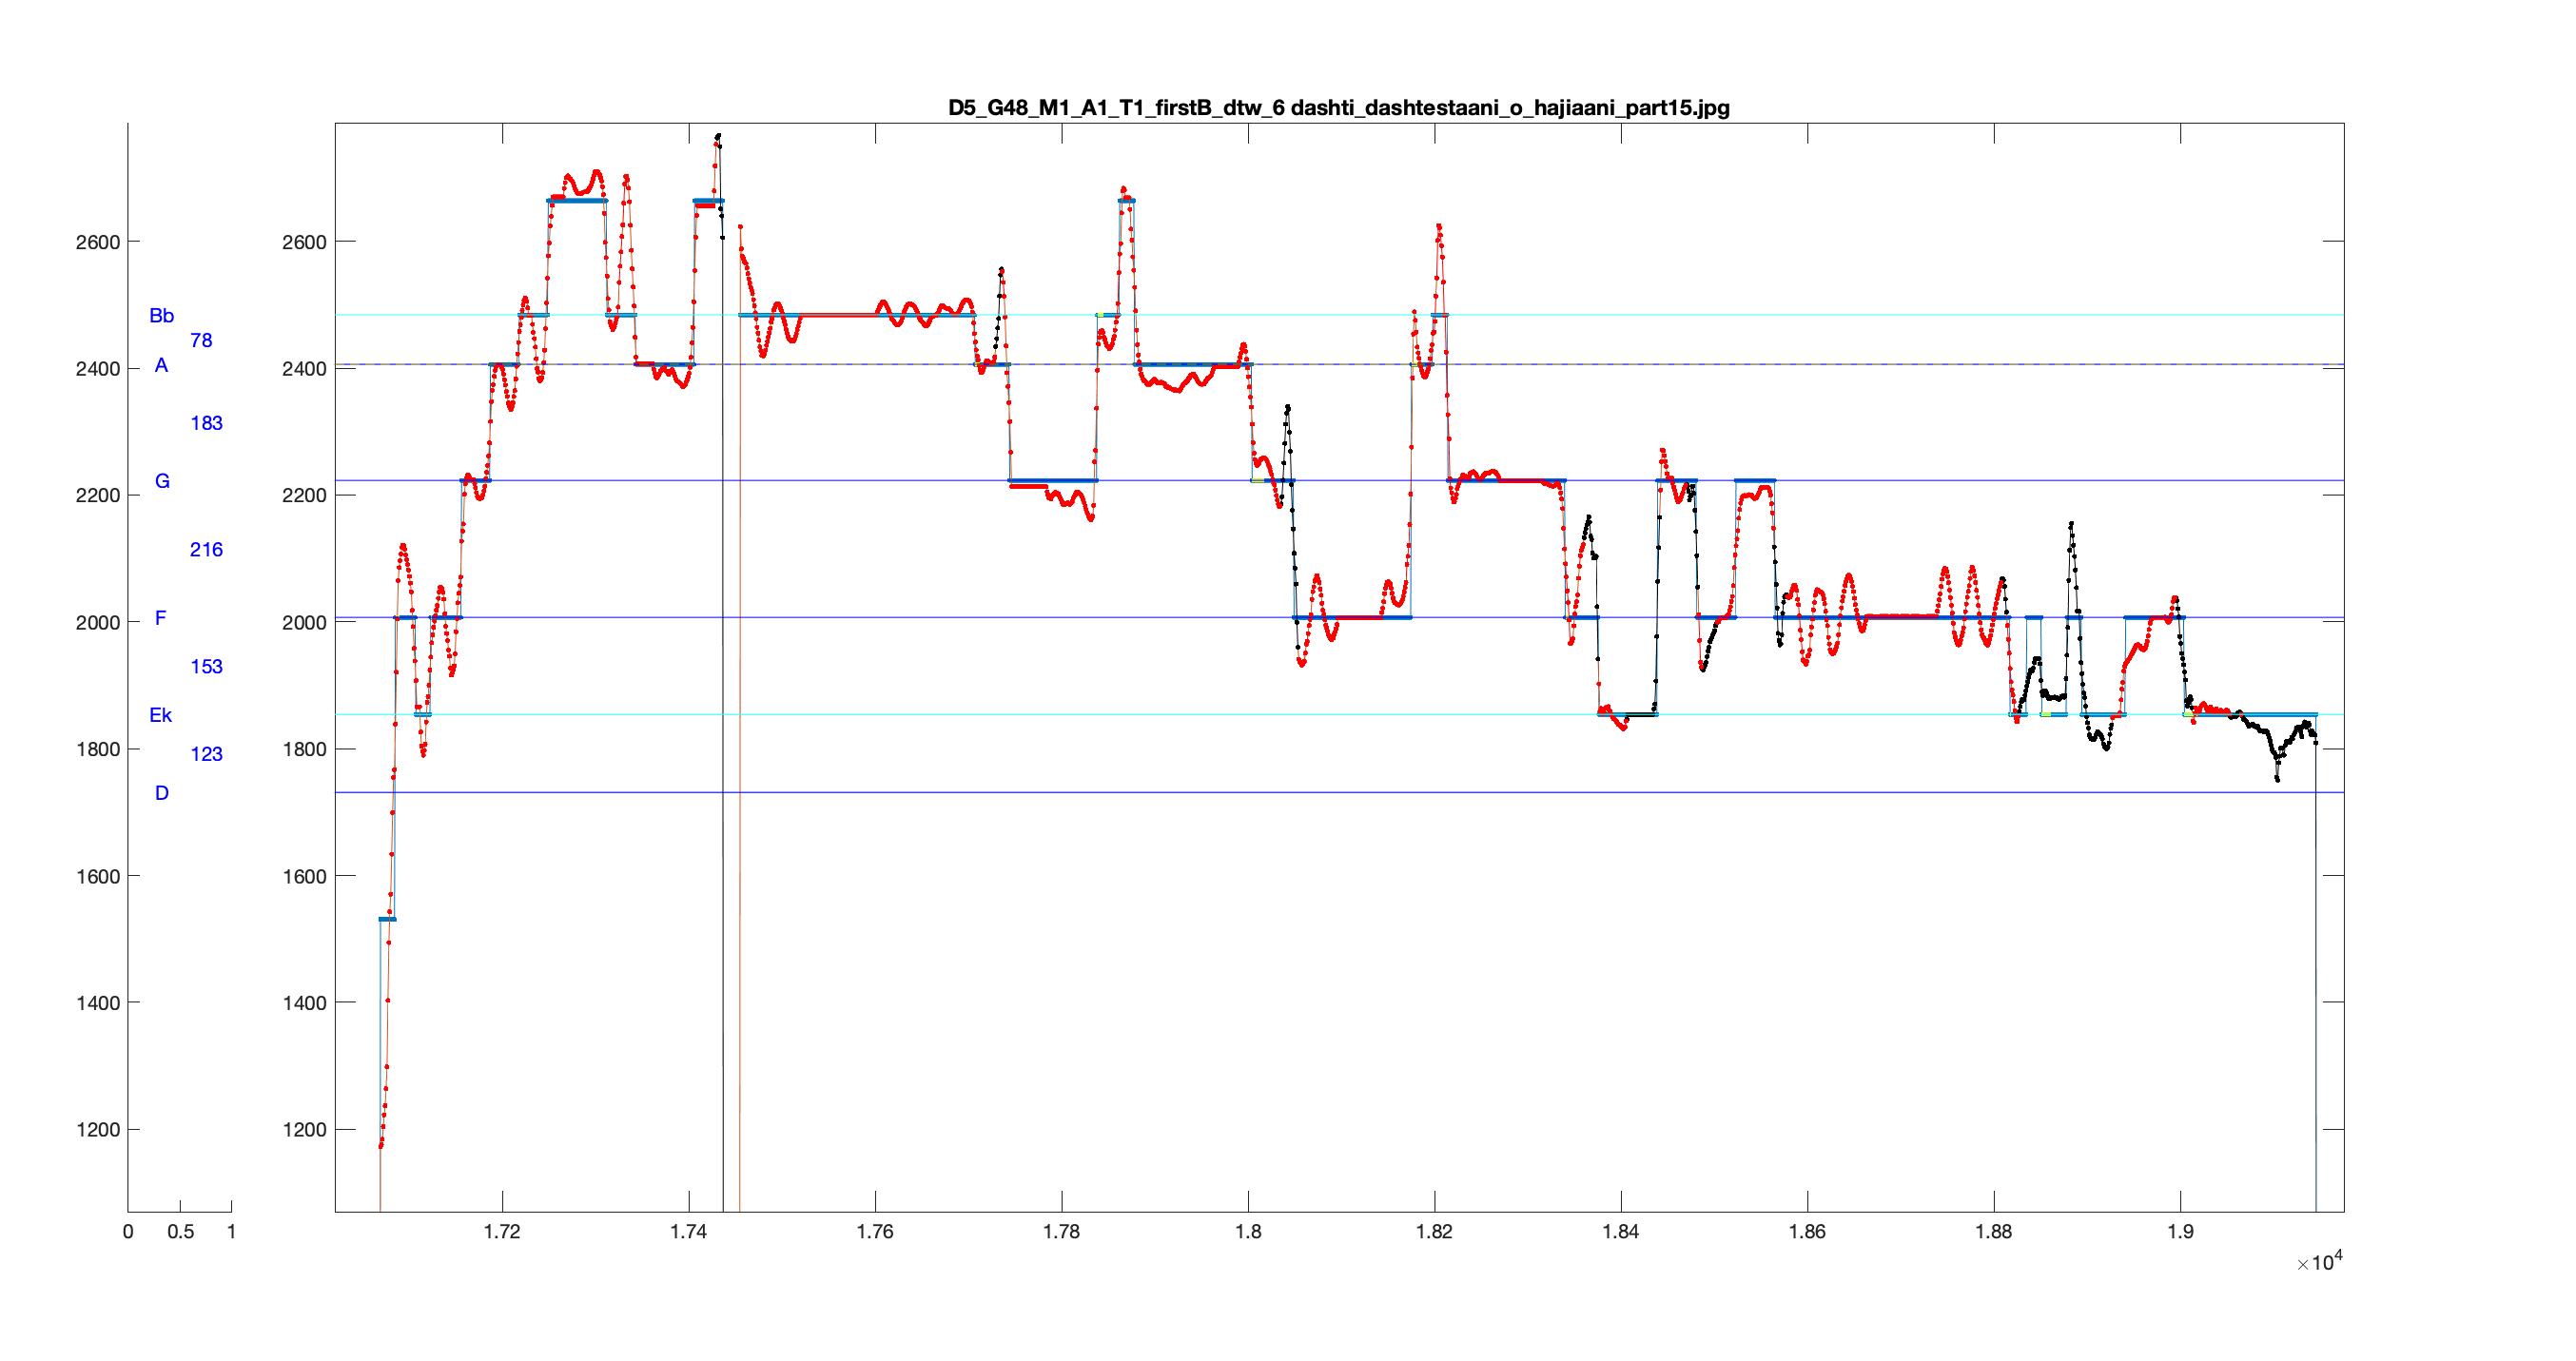 D5_G48_M1_A1_T1_firstB_dtw_6 dashti_dashtestaani_o_hajiaani_part15.jpg
2600 2600
Bb
78
2400 A 2400
183
2200 G 2200
216
2000 F 2000
153
Ek
1800 123 1800
D
1600 1600
1400 1400
1200 1200
0 0.5 1 1.72 1.74 1.76 1.78 1.8 1.82 1.84 1.86 1.88 1.9
×10^4